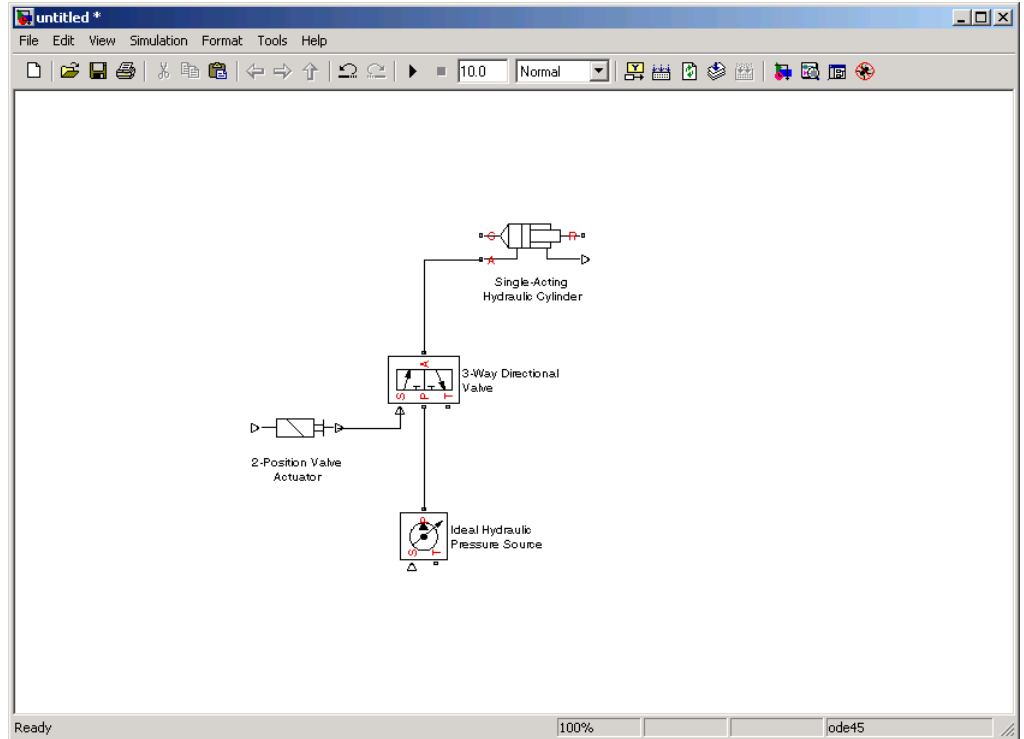 untitled *
File Edit View Simulation Format Tools Help
10.0 Normal
C R
A
Single-Acting
Hydraulic Cylinder
A
3-Way Directional
Valve
S P T
2-Position Valve
Actuator
P
Ideal Hydraulic
Pressure Source
S T
Ready 100% ode45